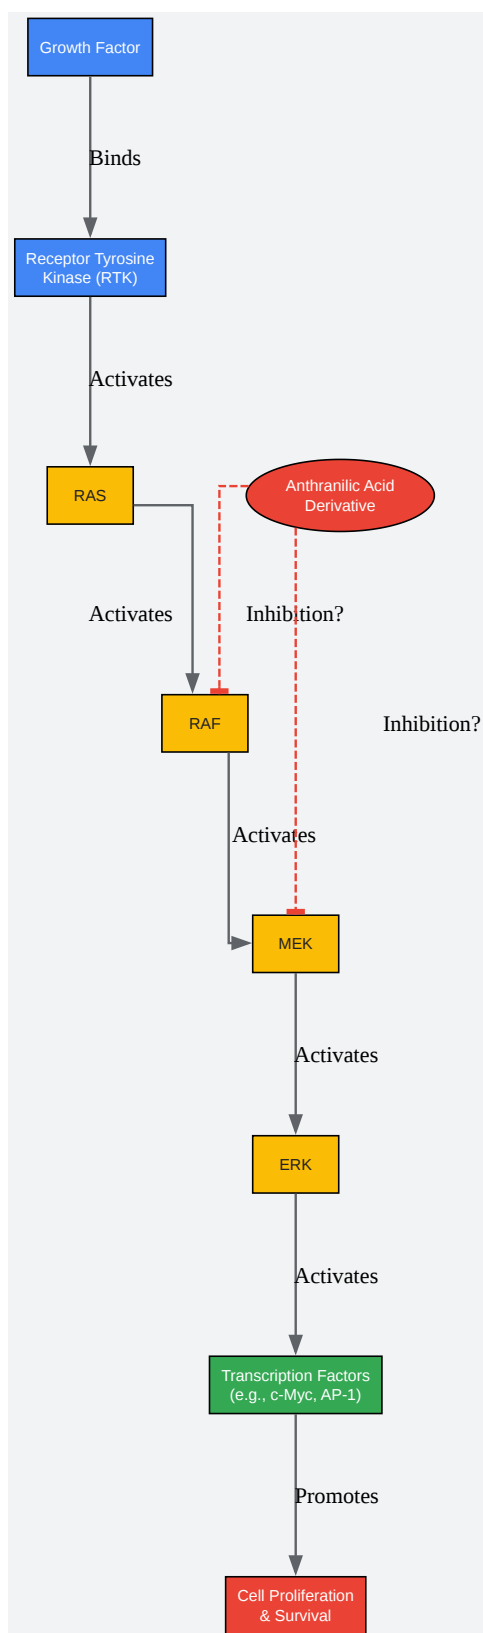 Growth Factor
Binds
Receptor Tyrosine
Kinase (RTK)
Activates
RAS
Anthranilic Acid
Derivative
Activates
Inhibition?
RAF
Inhibition?
Activates
MEK
Activates
ERK
Activates
Transcription Factors
(e.g., c-Myc, AP-1)
Promotes
Cell Proliferation
& Survival